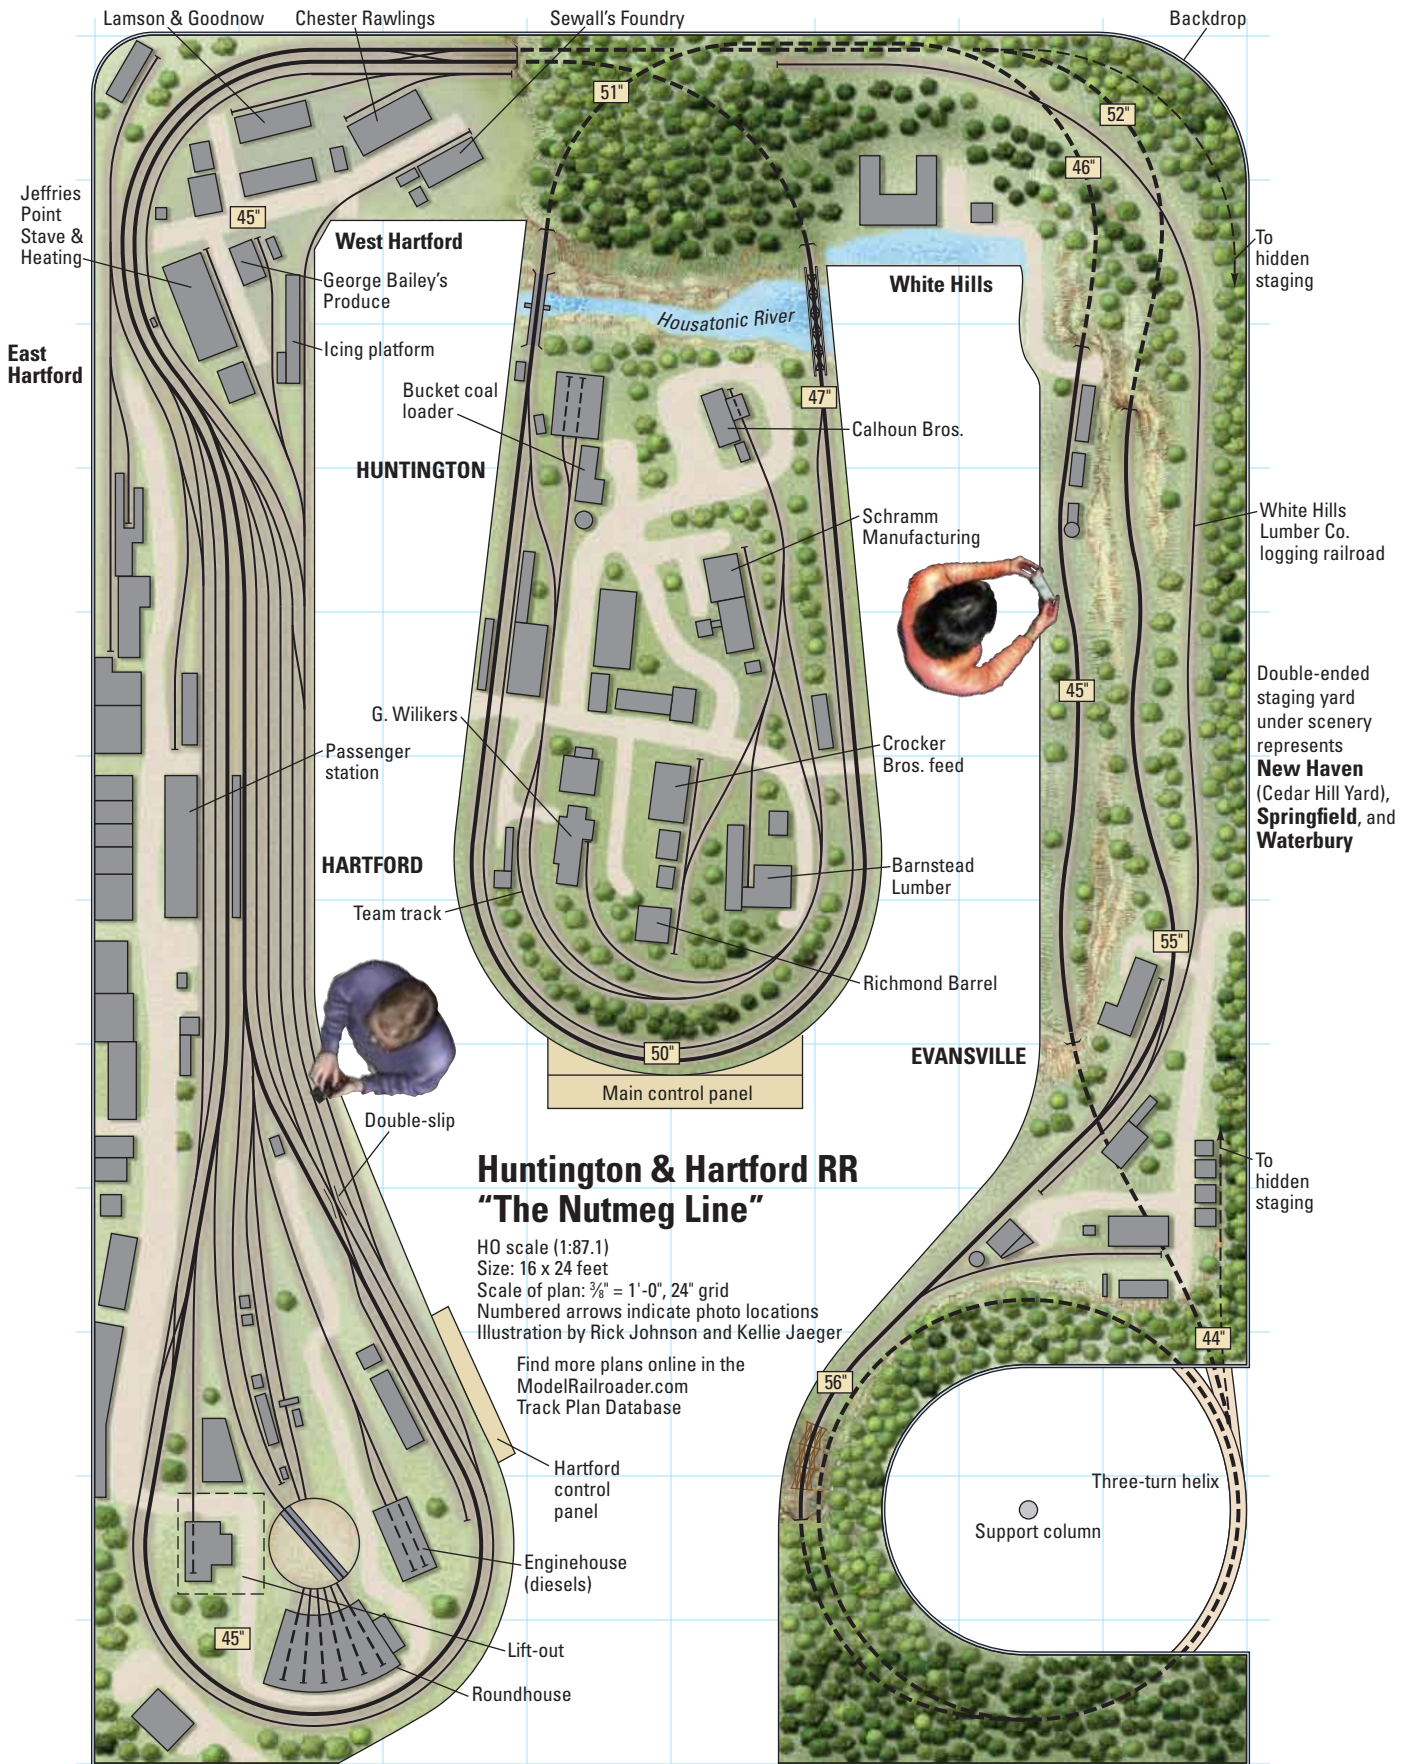 Lamson & Goodnow
Chester Rawlings
Sewall's Foundry
Backdrop
51"
52"
46"
Jeffries
Point
Stave &
Heating
45"
West Hartford
George Bailey's
Produce
White Hills
To
hidden
staging
Housatonic River
Icing platform
East
Hartford
Bucket coal
loader
47"
Calhoun Bros.
HUNTINGTON
Schramm
Manufacturing
White Hills
Lumber Co.
logging railroad
45"
Double-ended
staging yard
under scenery
represents
New Haven
(Cedar Hill Yard),
Springfield, and
Waterbury
G. Wilikers
Passenger
station
Crocker
Bros. feed
HARTFORD
Barnstead
Lumber
Team track
55"
Richmond Barrel
50"
EVANSVILLE
Main control panel
Double-slip
To
hidden
staging
Huntington & Hartford RR
“The Nutmeg Line”
HO scale (1:87.1)
Size: 16 x 24 feet
Scale of plan: ³⁄₈" = 1'-0", 24" grid
Numbered arrows indicate photo locations
Illustration by Rick Johnson and Kellie Jaeger
Find more plans online in the
ModelRailroader.com
Track Plan Database
44"
56"
Hartford
control
panel
Three-turn helix
Support column
Enginehouse
(diesels)
45"
Lift-out
Roundhouse